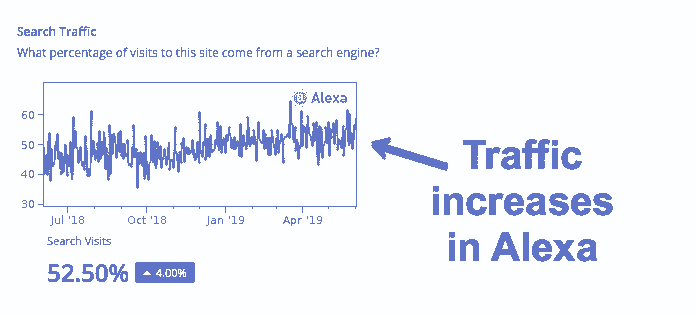 Search Traffic
What percentage of visits to this site come from a search engine?
Alexa
60
50
40
30
Jul '18 Oct '18 Jan '19 Apr '19
Search Visits
52.50% 4.00%
Traffic
increases
in Alexa